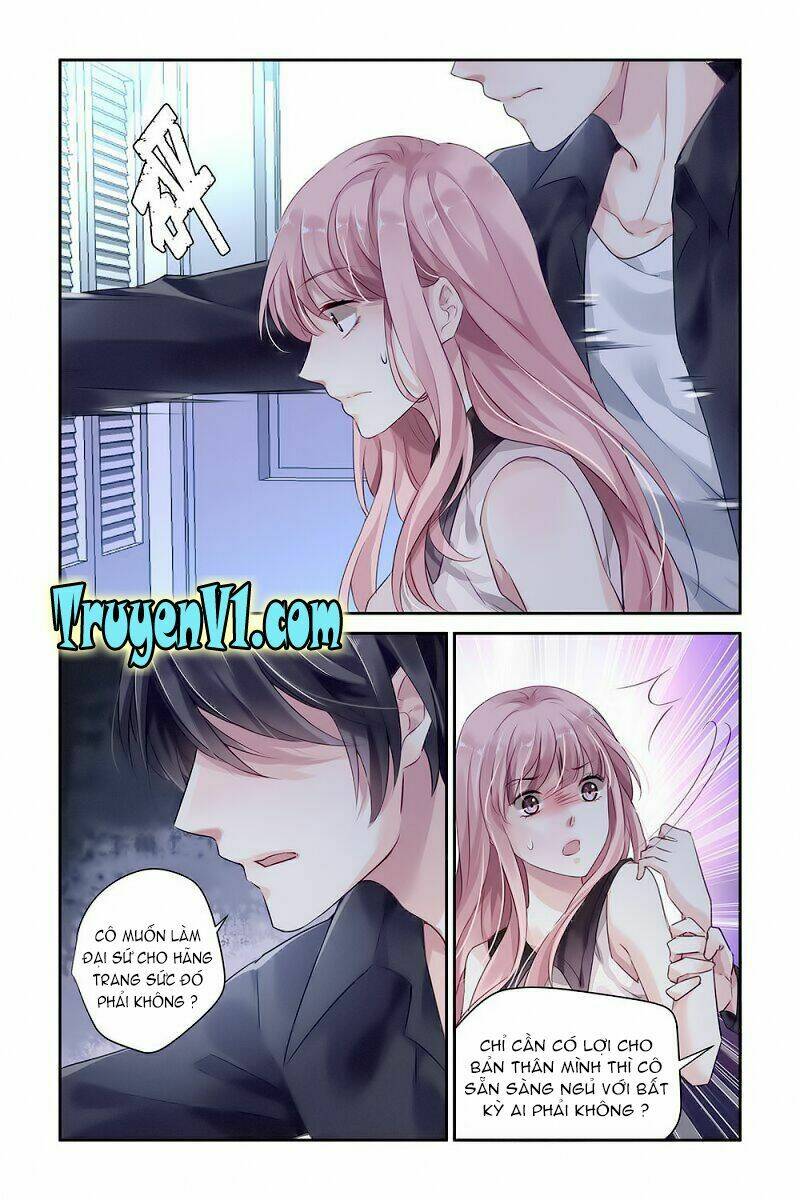 TruyenV1.com
CÔ MUỐN LÀM
ĐẠI SỨ CHO HÃNG
TRANG SỨC ĐÓ
PHẢI KHÔNG ?
CHỈ CẦN CÓ LỢI CHO
BẢN THÂN MÌNH THÌ CÔ
SẴN SÀNG NGỦ VỚI BẤT
KỲ AI PHẢI KHÔNG ?